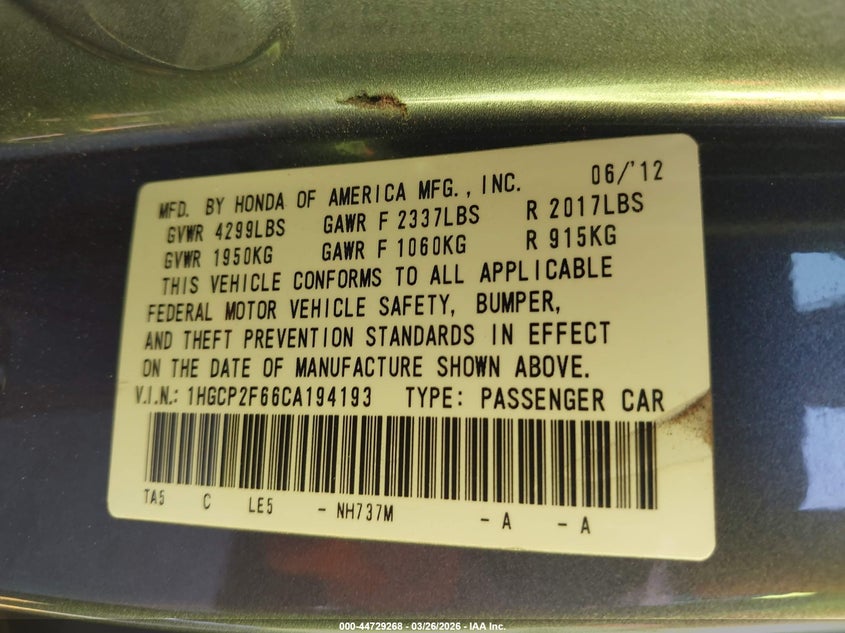 MFD. BY HONDA OF AMERICA MFG., INC. 06/'12
GVWR 4299LBS GAWR F 2337LBS R 2017LBS
GVWR 1950KG GAWR F 1060KG R 915KG
THIS VEHICLE CONFORMS TO ALL APPLICABLE
FEDERAL MOTOR VEHICLE SAFETY, BUMPER,
AND THEFT PREVENTION STANDARDS IN EFFECT
ON THE DATE OF MANUFACTURE SHOWN ABOVE.
V.I.N.: 1HGCP2F66CA194193 TYPE: PASSENGER CAR
TA5 C LE5 - NH737M - A - A
000-44729268 - 03/26/2026 - IAA Inc.